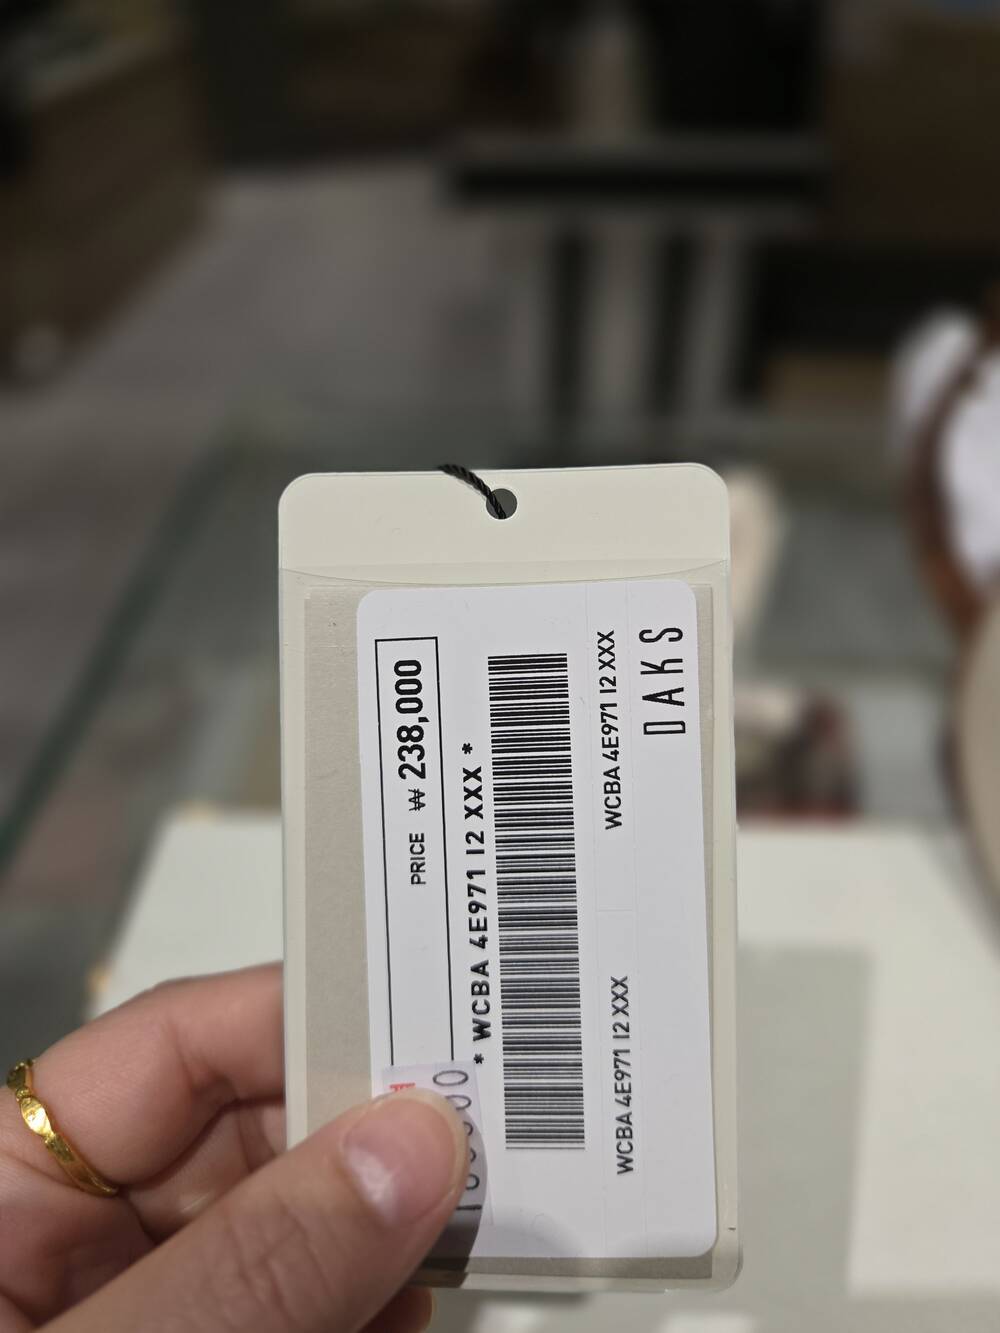 DAKS
WCBA 4E971 I2 XXX
WCBA 4E971 I2 XXX
* WCBA 4E971 I2 XXX *
PRICE ₩ 238,000